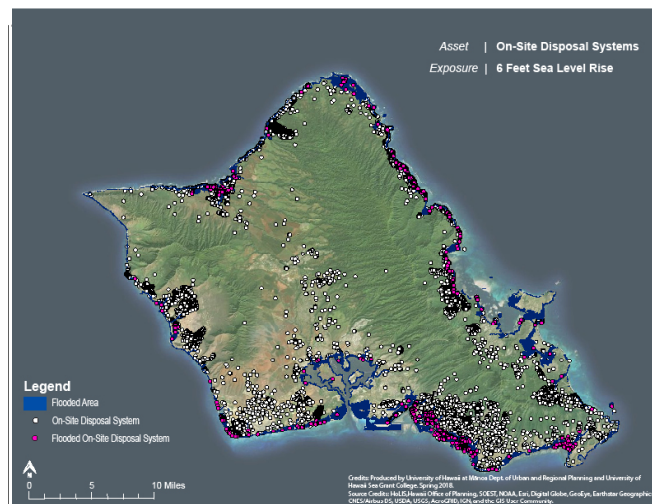 Asset | On-Site Disposal Systems
Exposure | 6 Feet Sea Level Rise
Legend
Flooded Area
On-Site Disposal System
Flooded On-Site Disposal System
N
0 5 10 Miles
Credits: Produced by University of Hawaii at Mānoa Dept. of Urban and Regional Planning and University of
Hawaii Sea Grant College. Spring 2018.
Source Credits: HoLIS, Hawaii Office of Planning, SOEST, NOAA, Esri, Digital Globe, GeoEye, Earthstar Geographic
CNES/Airbus DS, USDA, USGS, AeroGRID, IGN, and the GIS User Community.